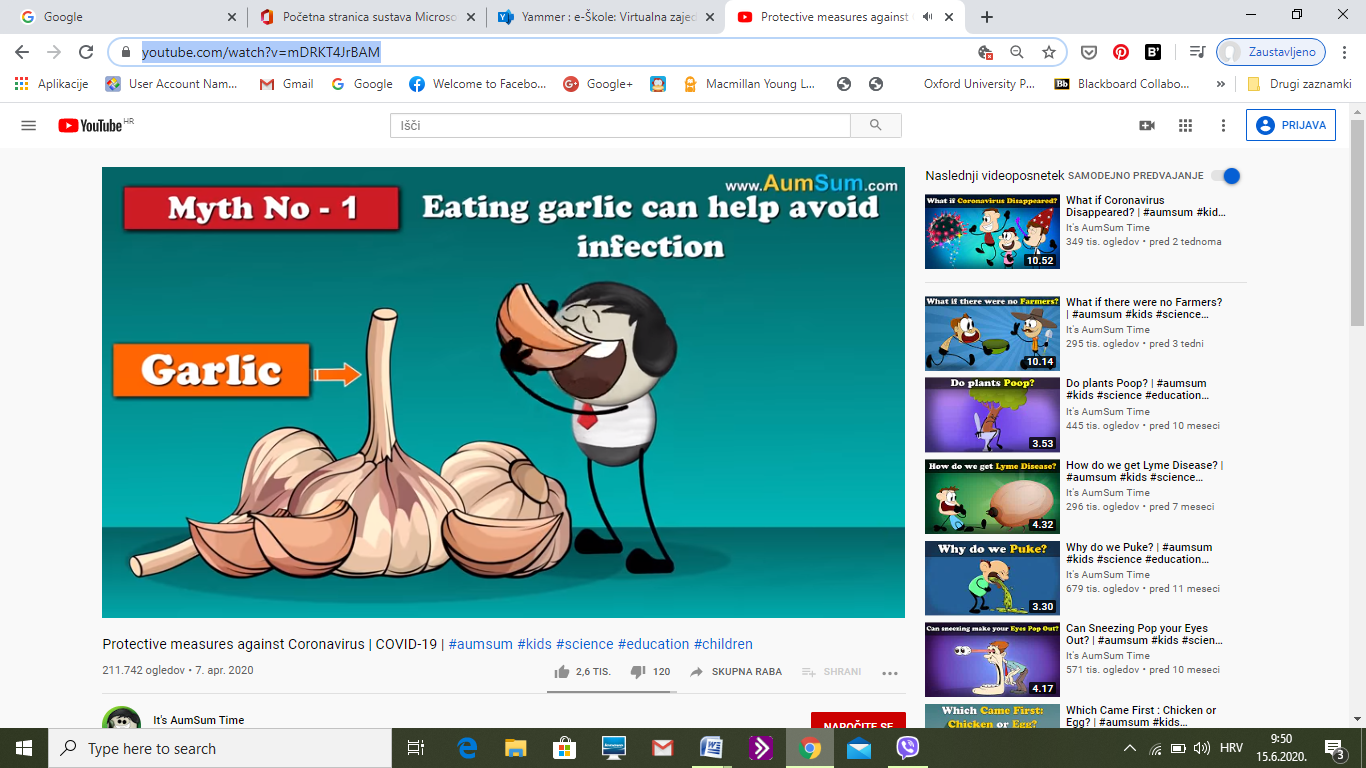 Google
Početna stranica sustava Microso
Yammer : e-Škole: Virtualna zajed
Protective measures against
youtube.com/watch?v=mDRKT4JrBAM
Zaustavljeno
Aplikacije
User Account Nam...
Gmail
Google
Welcome to Facebo...
Google+
Macmillan Young L...
Oxford University P...
Bb
Blackboard Collabo...
»
Drugi zaznamki
YouTube HR
Išči
PRIJAVA
www.AumSum.com
Myth No - 1
Eating garlic can help avoid
infection
Garlic
Protective measures against Coronavirus | COVID-19 | #aumsum #kids #science #education #children
211.742 ogledov • 7. apr. 2020
2,6 TIS.
120
SKUPNA RABA
SHRANI
It's AumSum Time
NAROČITE SE
Naslednji videoposnetek
SAMODEJNO PREDVAJANJE
What if Coronavirus Disappeared?
10.52
What if Coronavirus
Disappeared? | #aumsum #kid...
It's AumSum Time
349 tis. ogledov • pred 2 tednoma
What if there were no Farmers?
10.14
What if there were no Farmers?
| #aumsum #kids #science...
It's AumSum Time
295 tis. ogledov • pred 3 tedni
Do plants Poop?
3.53
Do plants Poop? | #aumsum
#kids #science #education...
It's AumSum Time
445 tis. ogledov • pred 10 meseci
How do we get Lyme Disease?
4.32
How do we get Lyme Disease? |
#aumsum #kids #science...
It's AumSum Time
296 tis. ogledov • pred 7 meseci
Why do we Puke?
3.30
Why do we Puke? | #aumsum
#kids #science #education...
It's AumSum Time
679 tis. ogledov • pred 11 meseci
Can Sneezing make your Eyes Pop Out?
4.17
Can Sneezing Pop your Eyes
Out? | #aumsum #kids #scien...
It's AumSum Time
571 tis. ogledov • pred 10 meseci
Which Came First:
Chicken or Egg?
Which Came First : Chicken or
Egg? | #aumsum #kids...
Type here to search
HRV
9:50
15.6.2020.
3